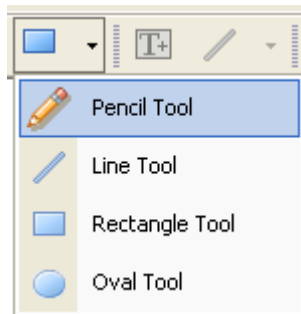 T+
Pencil Tool
Line Tool
Rectangle Tool
Oval Tool